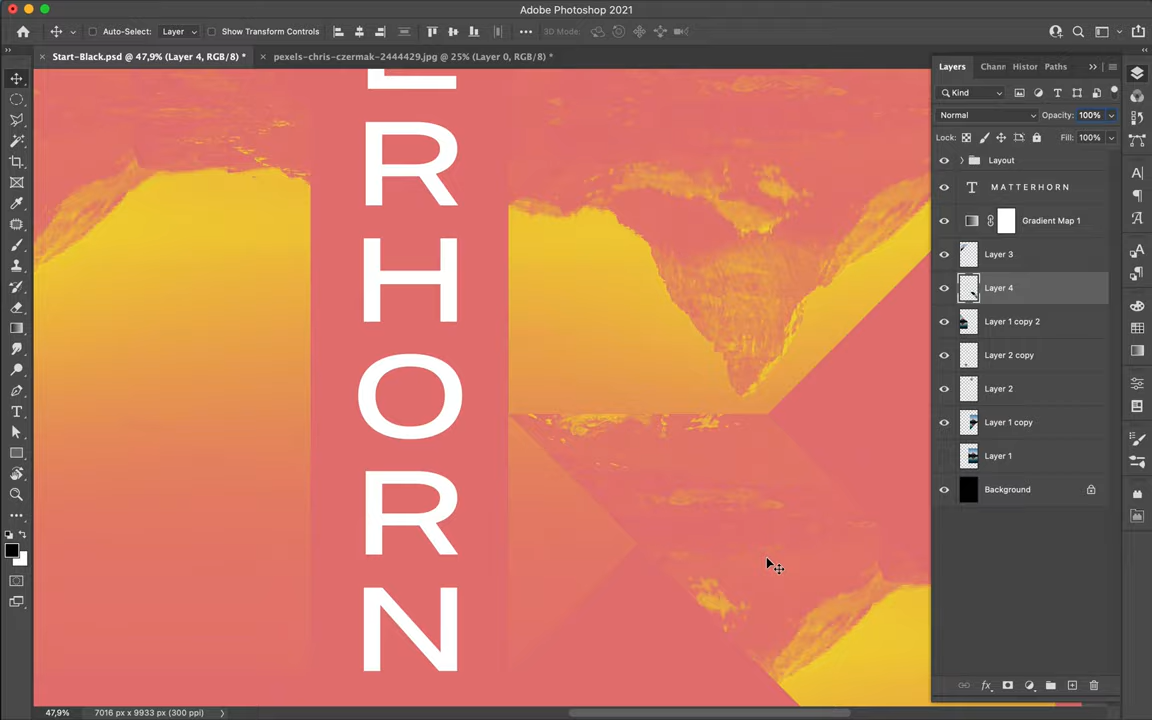 Adobe Photoshop 2021
Auto-Select: Layer Show Transform Controls 3D Mode:
Start-Black.psd @ 47,9% (Layer 4, RGB/8) * pexels-chris-czermak-2444429.jpg @ 25% (Layer 0, RGB/8) *
Layers Chann Histor Paths
Kind
Normal Opacity: 100%
Lock: Fill: 100%
Layout
MATTERHORN
Gradient Map 1
Layer 3
Layer 4
Layer 1 copy 2
Layer 2 copy
Layer 2
Layer 1 copy
Layer 1
Background
R
H
O
R
N
47,9% 7016 px x 9933 px (300 ppi)